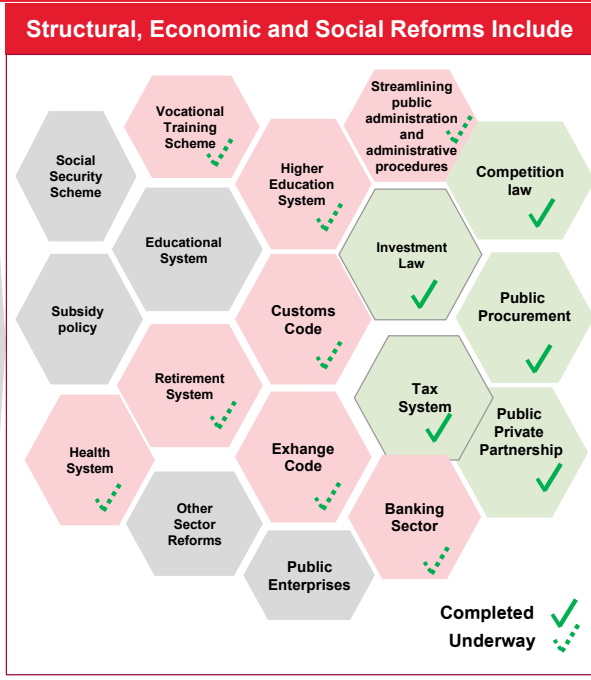 Structural, Economic and Social Reforms Include
Vocational
Training
Scheme
Streamlining
public
administration
and
administrative
procedures
Social
Security
Scheme
Higher
Education
System
Competition
law
Educational
System
Investment
Law
Subsidy
policy
Customs
Code
Public
Procurement
Retirement
System
Tax
System
Public
Private
Partnership
Health
System
Exhange
Code
Other
Sector
Reforms
Banking
Sector
Public
Enterprises
Completed
Underway